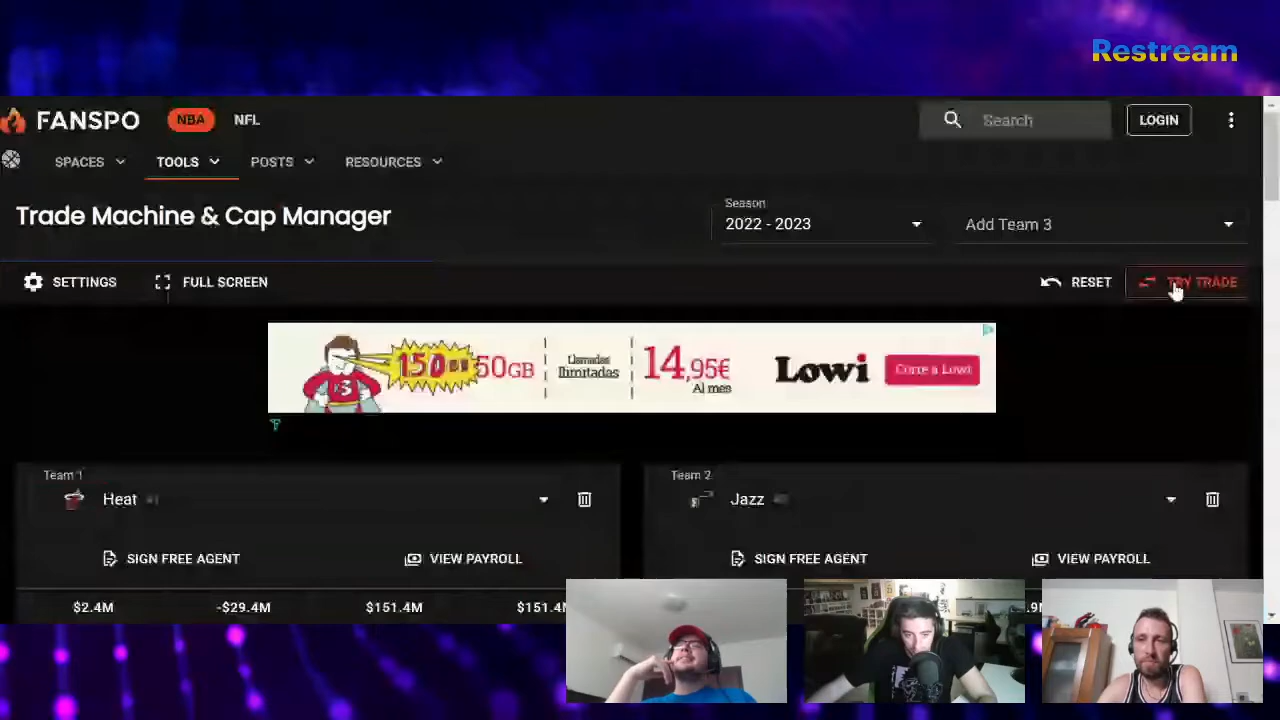 Restream
FANSPO
NBA
NFL
Search
LOGIN
SPACES
TOOLS
POSTS
RESOURCES
Trade Machine & Cap Manager
Season
2022 - 2023
Add Team 3
SETTINGS
FULL SCREEN
RESET
TRY TRADE
50GB
Llamadas
Ilimitadas
14,95€
Al mes
Lowi
Team 1
Heat
Team 2
Jazz
SIGN FREE AGENT
VIEW PAYROLL
SIGN FREE AGENT
VIEW PAYROLL
$2.4M
-$29.4M
$151.4M